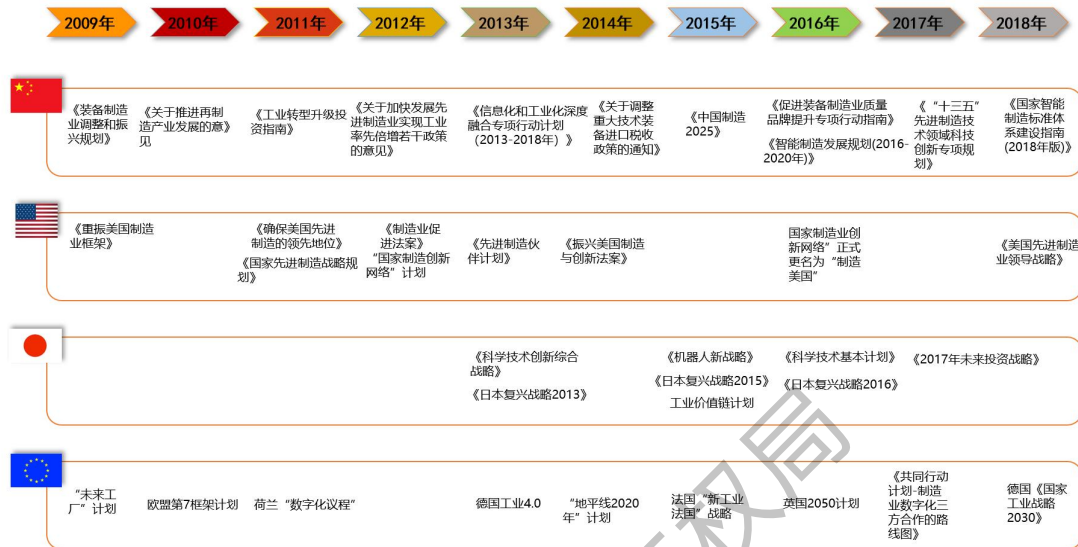 2009年
2010年
2011年
2012年
2013年
2014年
2015年
2016年
2017年
2018年
《装备制造
业调整和振
兴规划》
《关于推进再制
造产业发展的意》
见
《工业转型升级投
资指南》
《关于加快发展先
进制造业实现工业
率先倍增若干政策
的意见》
《信息化和工业化深度
融合专项行动计划
（2013-2018年）》
《关于调整
重大技术装
备进口税收
政策的通知》
《中国制造
2025》
《促进装备制造业质量
品牌提升专项行动指南》
《智能制造发展规划(2016-
2020年)》
《“十三五”
先进制造技
术领域科技
创新专项规
划》
《国家智能
制造标准体
系建设指南
(2018年版)》
《重振美国制造
业框架》
《确保美国先进
制造的领先地位》
《国家先进制造战略规
划》
《制造业促
进法案》
“国家制造创新
网络”计划
《先进制造伙
伴计划》
《振兴美国制造
与创新法案》
国家制造业创
新网络”正式
更名为“制造
美国”
《美国先进制造
业领导战略》
《科学技术创新综合
战略》
《日本复兴战略2013》
《机器人新战略》
《日本复兴战略2015》
工业价值链计划
《科学技术基本计划》
《日本复兴战略2016》
《2017年未来投资战略》
“未来工
厂”计划
欧盟第7框架计划
荷兰“数字化议程”
德国工业4.0
“地平线2020
年”计划
法国“新工业
法国”战略
英国2050计划
《共同行动
计划-制造
业数字化三
方合作的路
线图》
德国《国家
工业战略
2030》
权局